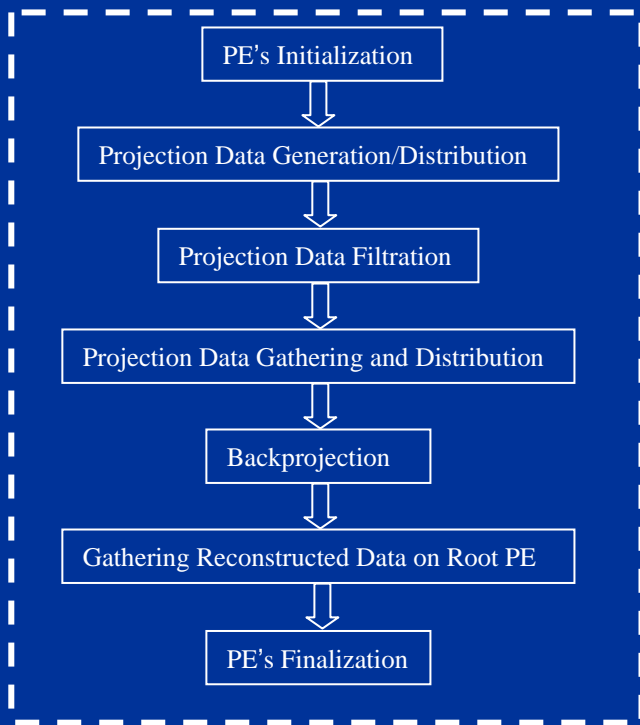 PE's Initialization
Projection Data Generation/Distribution
Projection Data Filtration
Projection Data Gathering and Distribution
Backprojection
Gathering Reconstructed Data on Root PE
PE's Finalization